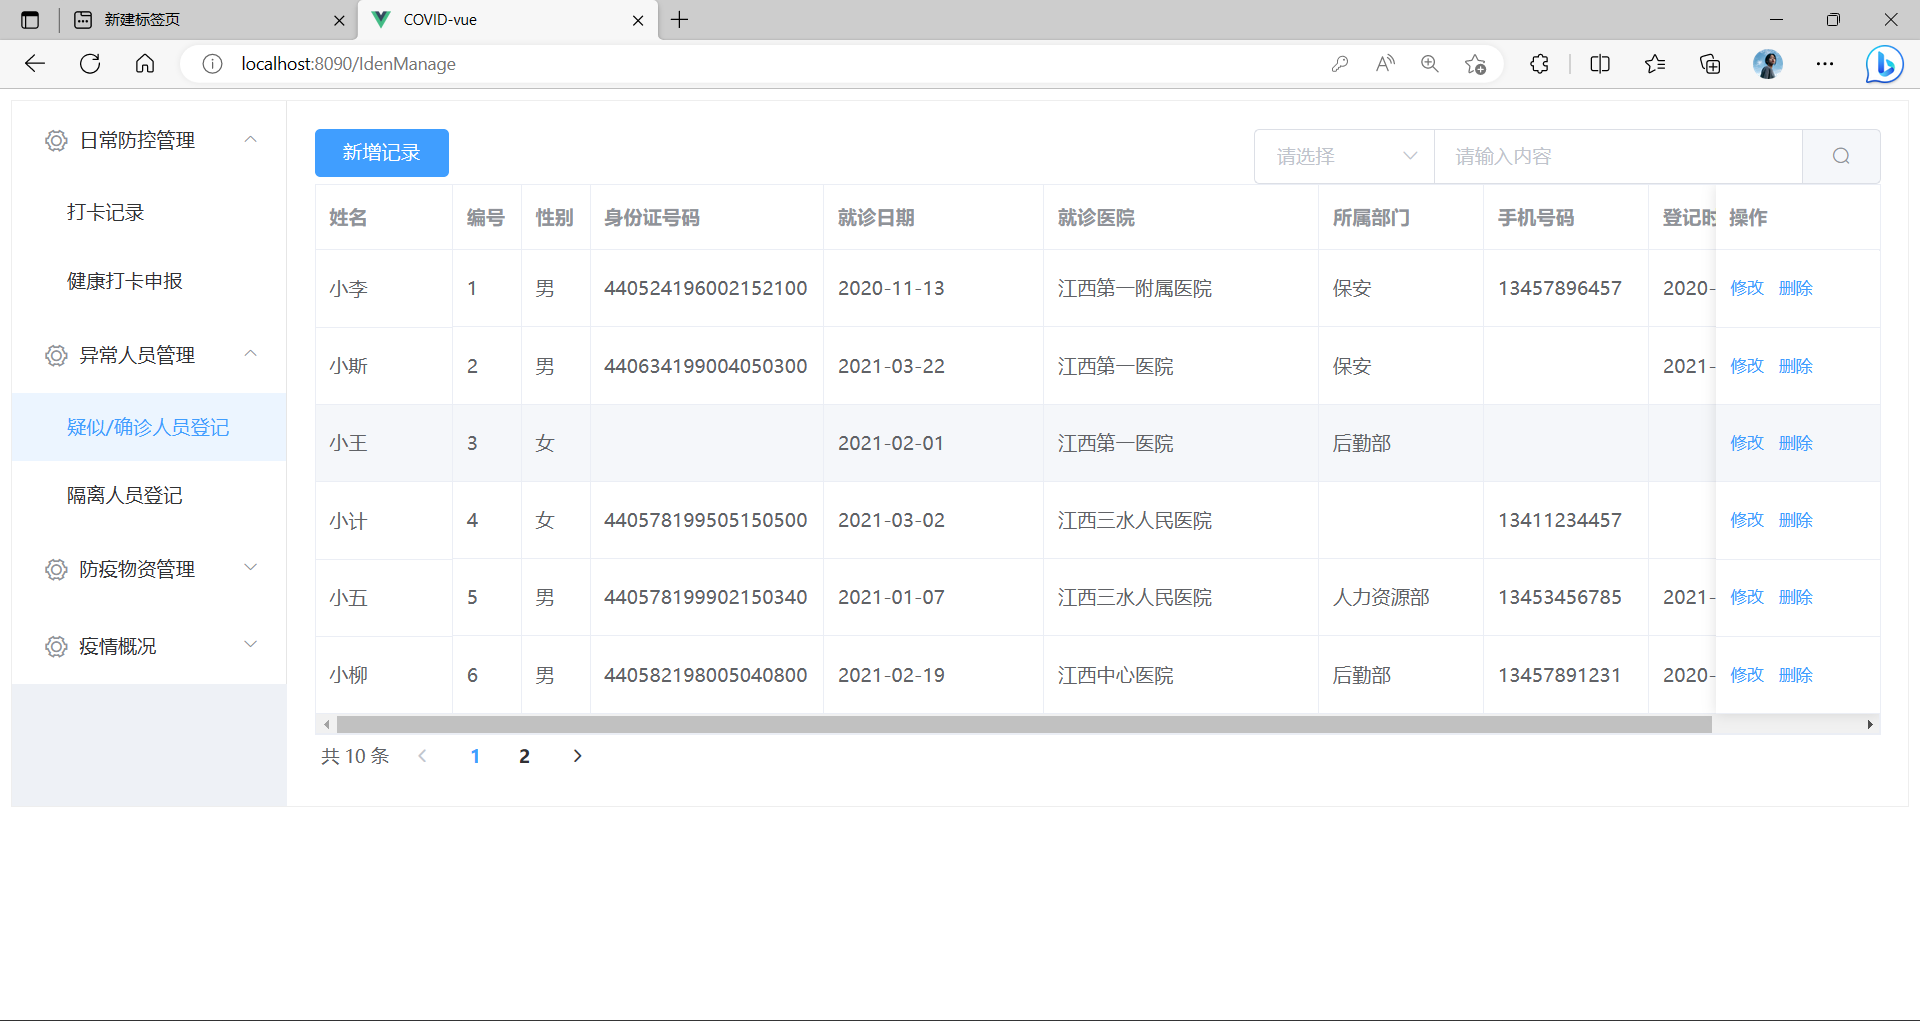 新建标签页
COVID-vue
localhost:8090/IdenManage
日常防控管理
打卡记录
健康打卡申报
异常人员管理
疑似/确诊人员登记
隔离人员登记
防疫物资管理
疫情概况
新增记录
请选择 请输入内容
姓名 编号 性别 身份证号码 就诊日期 就诊医院 所属部门 手机号码 登记时 操作
小李 1 男 440524196002152100 2020-11-13 江西第一附属医院 保安 13457896457 2020- 修改 删除
小斯 2 男 440634199004050300 2021-03-22 江西第一医院 保安 2021- 修改 删除
小王 3 女 2021-02-01 江西第一医院 后勤部 修改 删除
小计 4 女 440578199505150500 2021-03-02 江西三水人民医院 13411234457 修改 删除
小五 5 男 440578199902150340 2021-01-07 江西三水人民医院 人力资源部 13453456785 2021- 修改 删除
小柳 6 男 440582198005040800 2021-02-19 江西中心医院 后勤部 13457891231 2020- 修改 删除
共 10 条 1 2